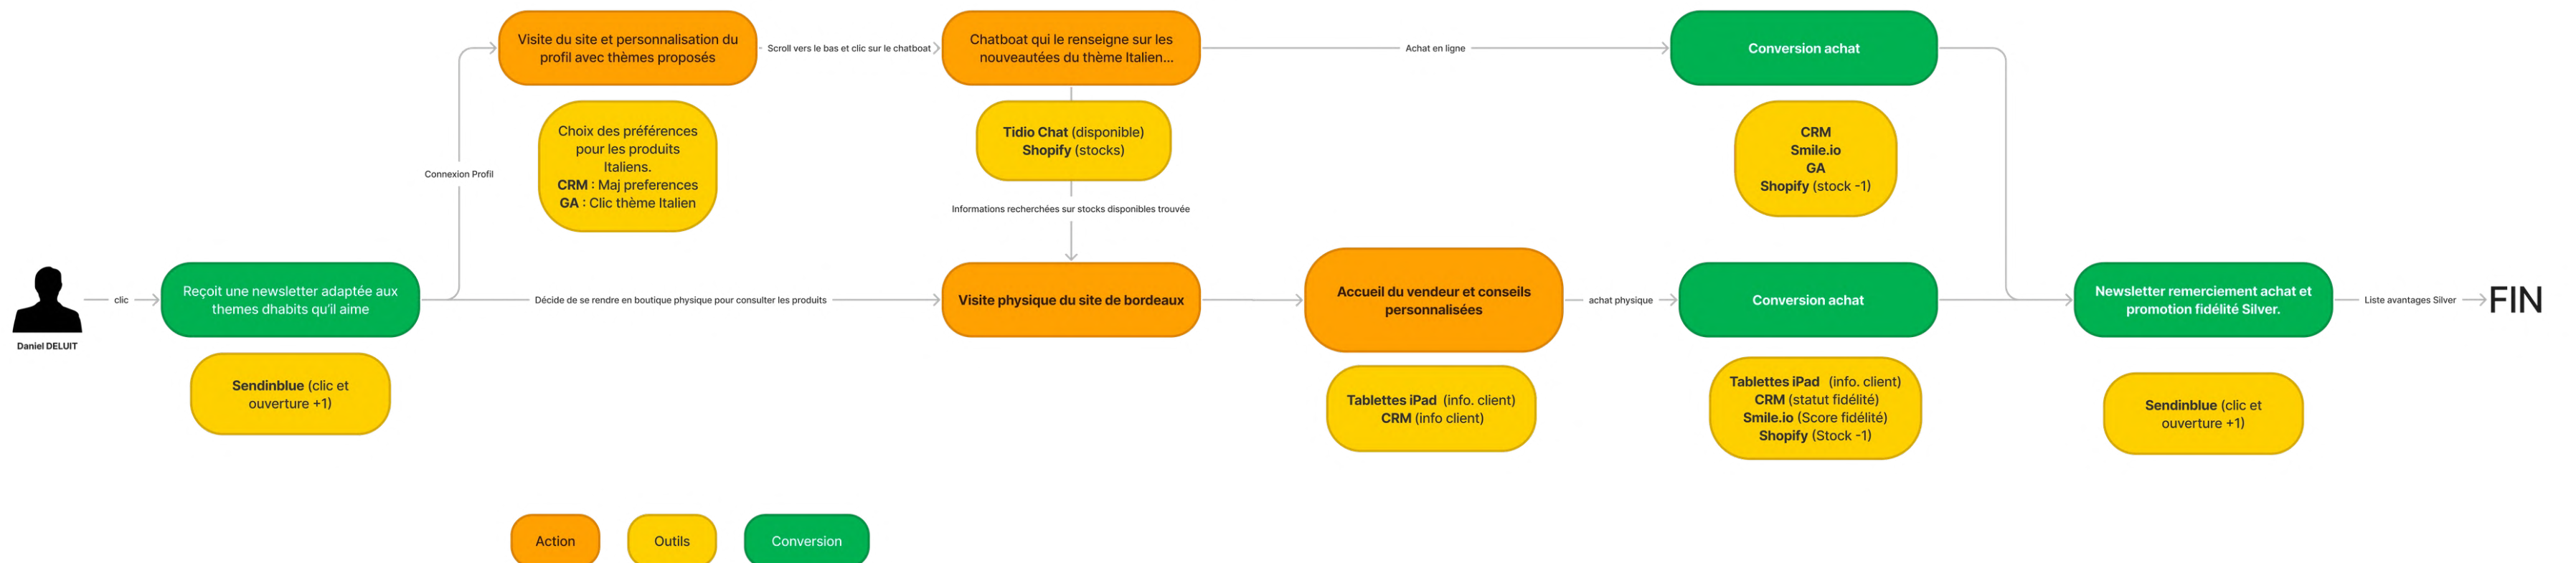 Visite du site et personnalisation du
profil avec thèmes proposés
Scroll vers le bas et clic sur le chatboat
Chatboat qui le renseigne sur les
nouveautées du thème Italien...
Achat en ligne
Conversion achat
Choix des préférences
pour les produits
Italiens.
CRM : Maj preferences
GA : Clic thème Italien
Tidio Chat (disponible)
Shopify (stocks)
CRM
Smile.io
GA
Shopify (stock -1)
Connexion Profil
Informations recherchées sur stocks disponibles trouvée
Daniel DELUIT
clic
Reçoit une newsletter adaptée aux
themes dhabits qu'il aime
Décide de se rendre en boutique physique pour consulter les produits
Visite physique du site de bordeaux
Accueil du vendeur et conseils
personnalisées
achat physique
Conversion achat
Newsletter remerciement achat et
promotion fidélité Silver.
Liste avantages Silver
FIN
Sendinblue (clic et
ouverture +1)
Tablettes iPad (info. client)
CRM (info client)
Tablettes iPad (info. client)
CRM (statut fidélité)
Smile.io (Score fidélité)
Shopify (Stock -1)
Sendinblue (clic et
ouverture +1)
Action
Outils
Conversion